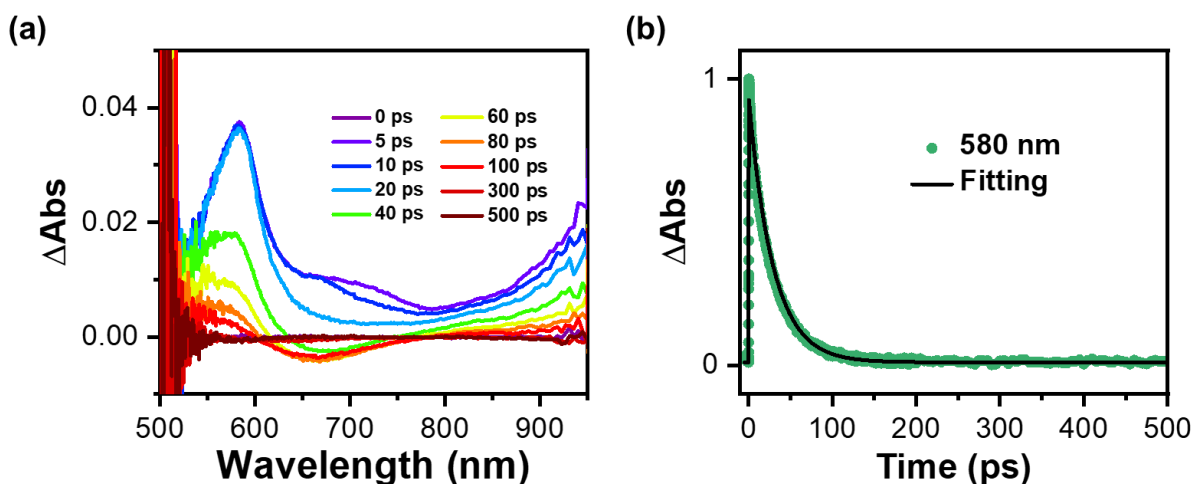 (a)
ΔAbs
0.04
0.02
0.00
0 ps
5 ps
10 ps
20 ps
40 ps
60 ps
80 ps
100 ps
300 ps
500 ps
500 600 700 800 900
Wavelength (nm)
(b)
ΔAbs
1
0
580 nm
Fitting
0 100 200 300 400 500
Time (ps)